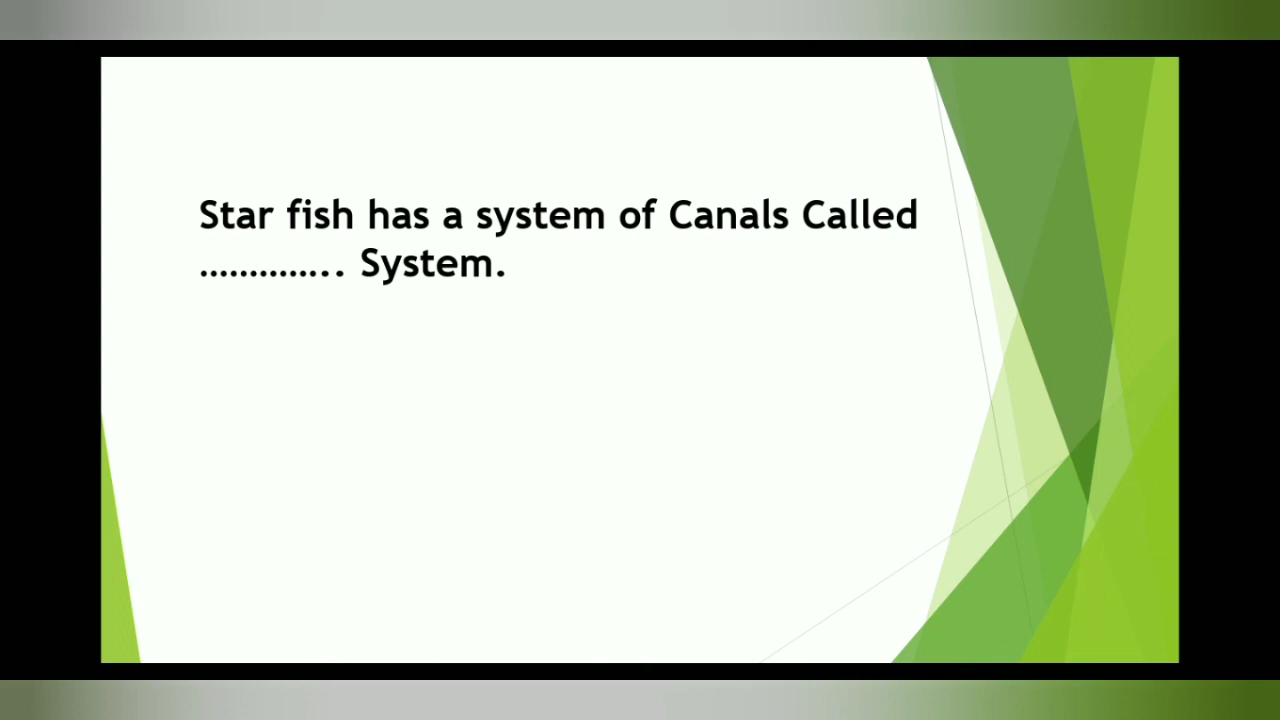 Star fish has a system of Canals Called
………….. System.